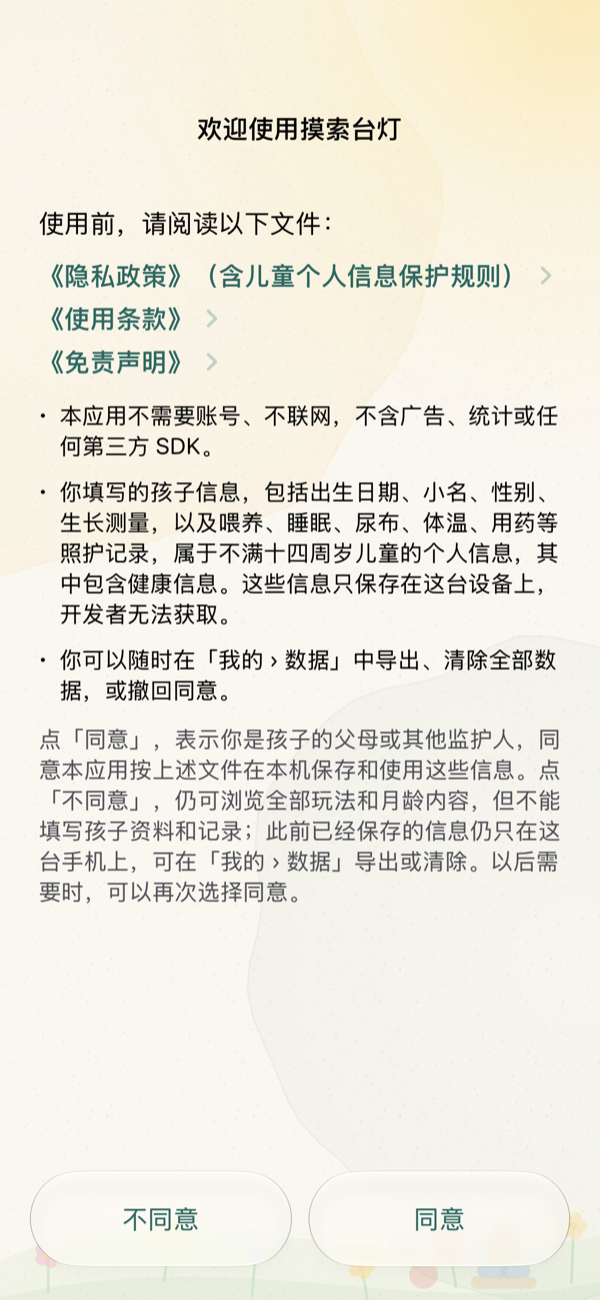 欢迎使用摸索台灯
使用前，请阅读以下文件：
《隐私政策》（含儿童个人信息保护规则）
《使用条款》
《免责声明》
· 本应用不需要账号、不联网，不含广告、统计或任
何第三方 SDK。
· 你填写的孩子信息，包括出生日期、小名、性别、
生长测量，以及喂养、睡眠、尿布、体温、用药等
照护记录，属于不满十四周岁儿童的个人信息，其
中包含健康信息。这些信息只保存在这台设备上，
开发者无法获取。
· 你可以随时在「我的 › 数据」中导出、清除全部数
据，或撤回同意。
点「同意」，表示你是孩子的父母或其他监护人，同
意本应用按上述文件在本机保存和使用这些信息。点
「不同意」，仍可浏览全部玩法和月龄内容，但不能
填写孩子资料和记录；此前已经保存的信息仍只在这
台手机上，可在「我的 › 数据」导出或清除。以后需
要时，可以再次选择同意。
不同意
同意